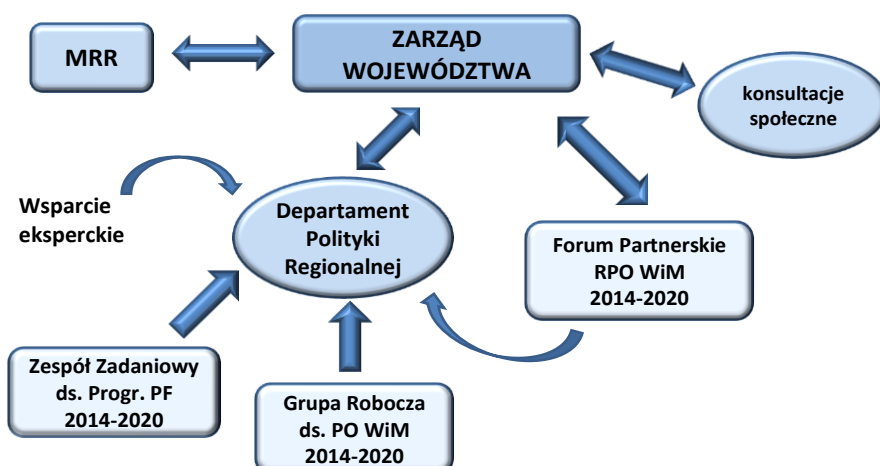 MRR
ZARZĄD
WOJEWÓDZTWA
konsultacje
społeczne
Wsparcie
eksperckie
Departament
Polityki
Regionalnej
Forum Partnerskie
RPO WiM
2014-2020
Zespół Zadaniowy
ds. Progr. PF
2014-2020
Grupa Robocza
ds. PO WiM
2014-2020